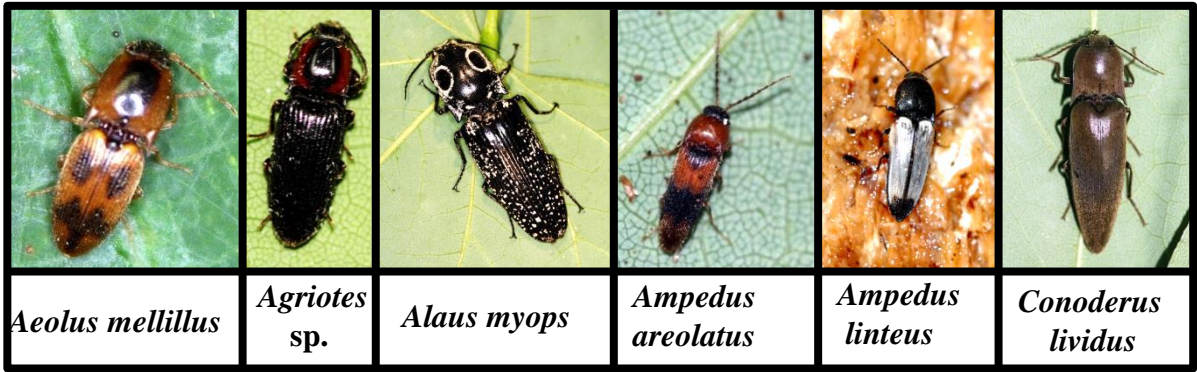 Aeolus mellillus
Agriotes
sp.
Alaus myops
Ampedus
areolatus
Ampedus
linteus
Conoderus
lividus